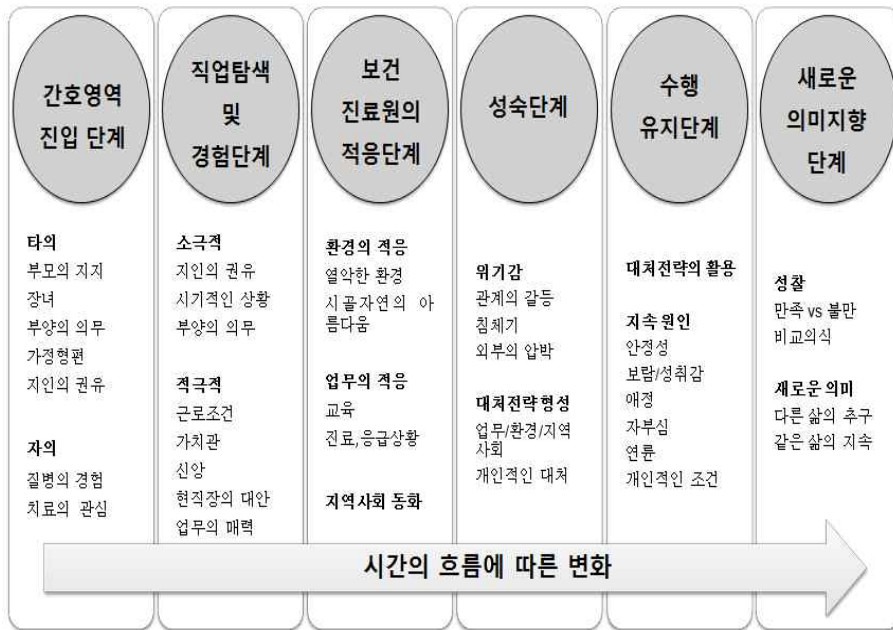 간호영역
진입 단계
타의
부모의 지지
장녀
부양의 의무
가정형편
지인의 권유
자의
질병의 경험
치료의 관심
직업탐색
및
경험단계
소극적
지인의 권유
시기적인 상황
부양의 의무
적극적
근로조건
가치관
신앙
현직장의 대안
업무의 매력
보건
진료원의
적응단계
환경의 적응
열악한 환경
시골자연의 아
름다움
업무의 적응
교육
진료,응급상황
지역사회 동화
성숙단계
위기감
관계의 갈등
침체기
외부의 압박
대처전략 형성
업무/환경/지역
사회
개인적인 대처
수행
유지단계
대처전략의 활용
지속 원인
안정성
보람/성취감
애정
자부심
연륜
개인적인 조건
새로운
의미지향
단계
성찰
만족 vs 불만
비교의식
새로운 의미
다른 삶의 추구
같은 삶의 지속
시간의 흐름에 따른 변화